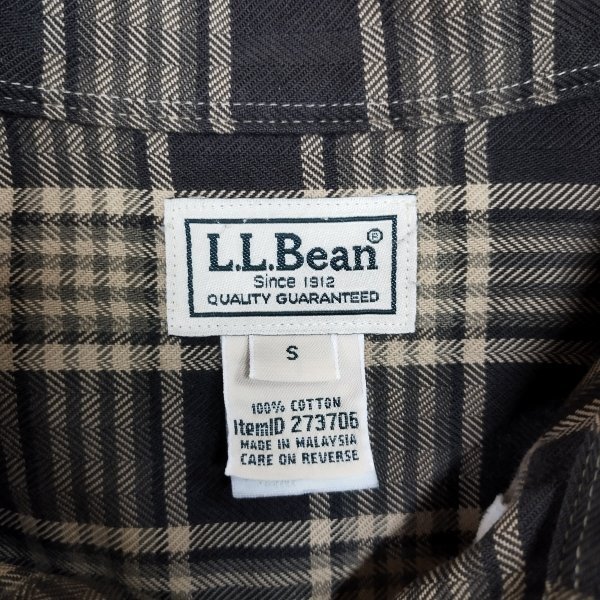 L.L.Bean®
Since 1912
QUALITY GUARANTEED
S
100% COTTON
ItemID 273706
MADE IN MALAYSIA
CARE ON REVERSE